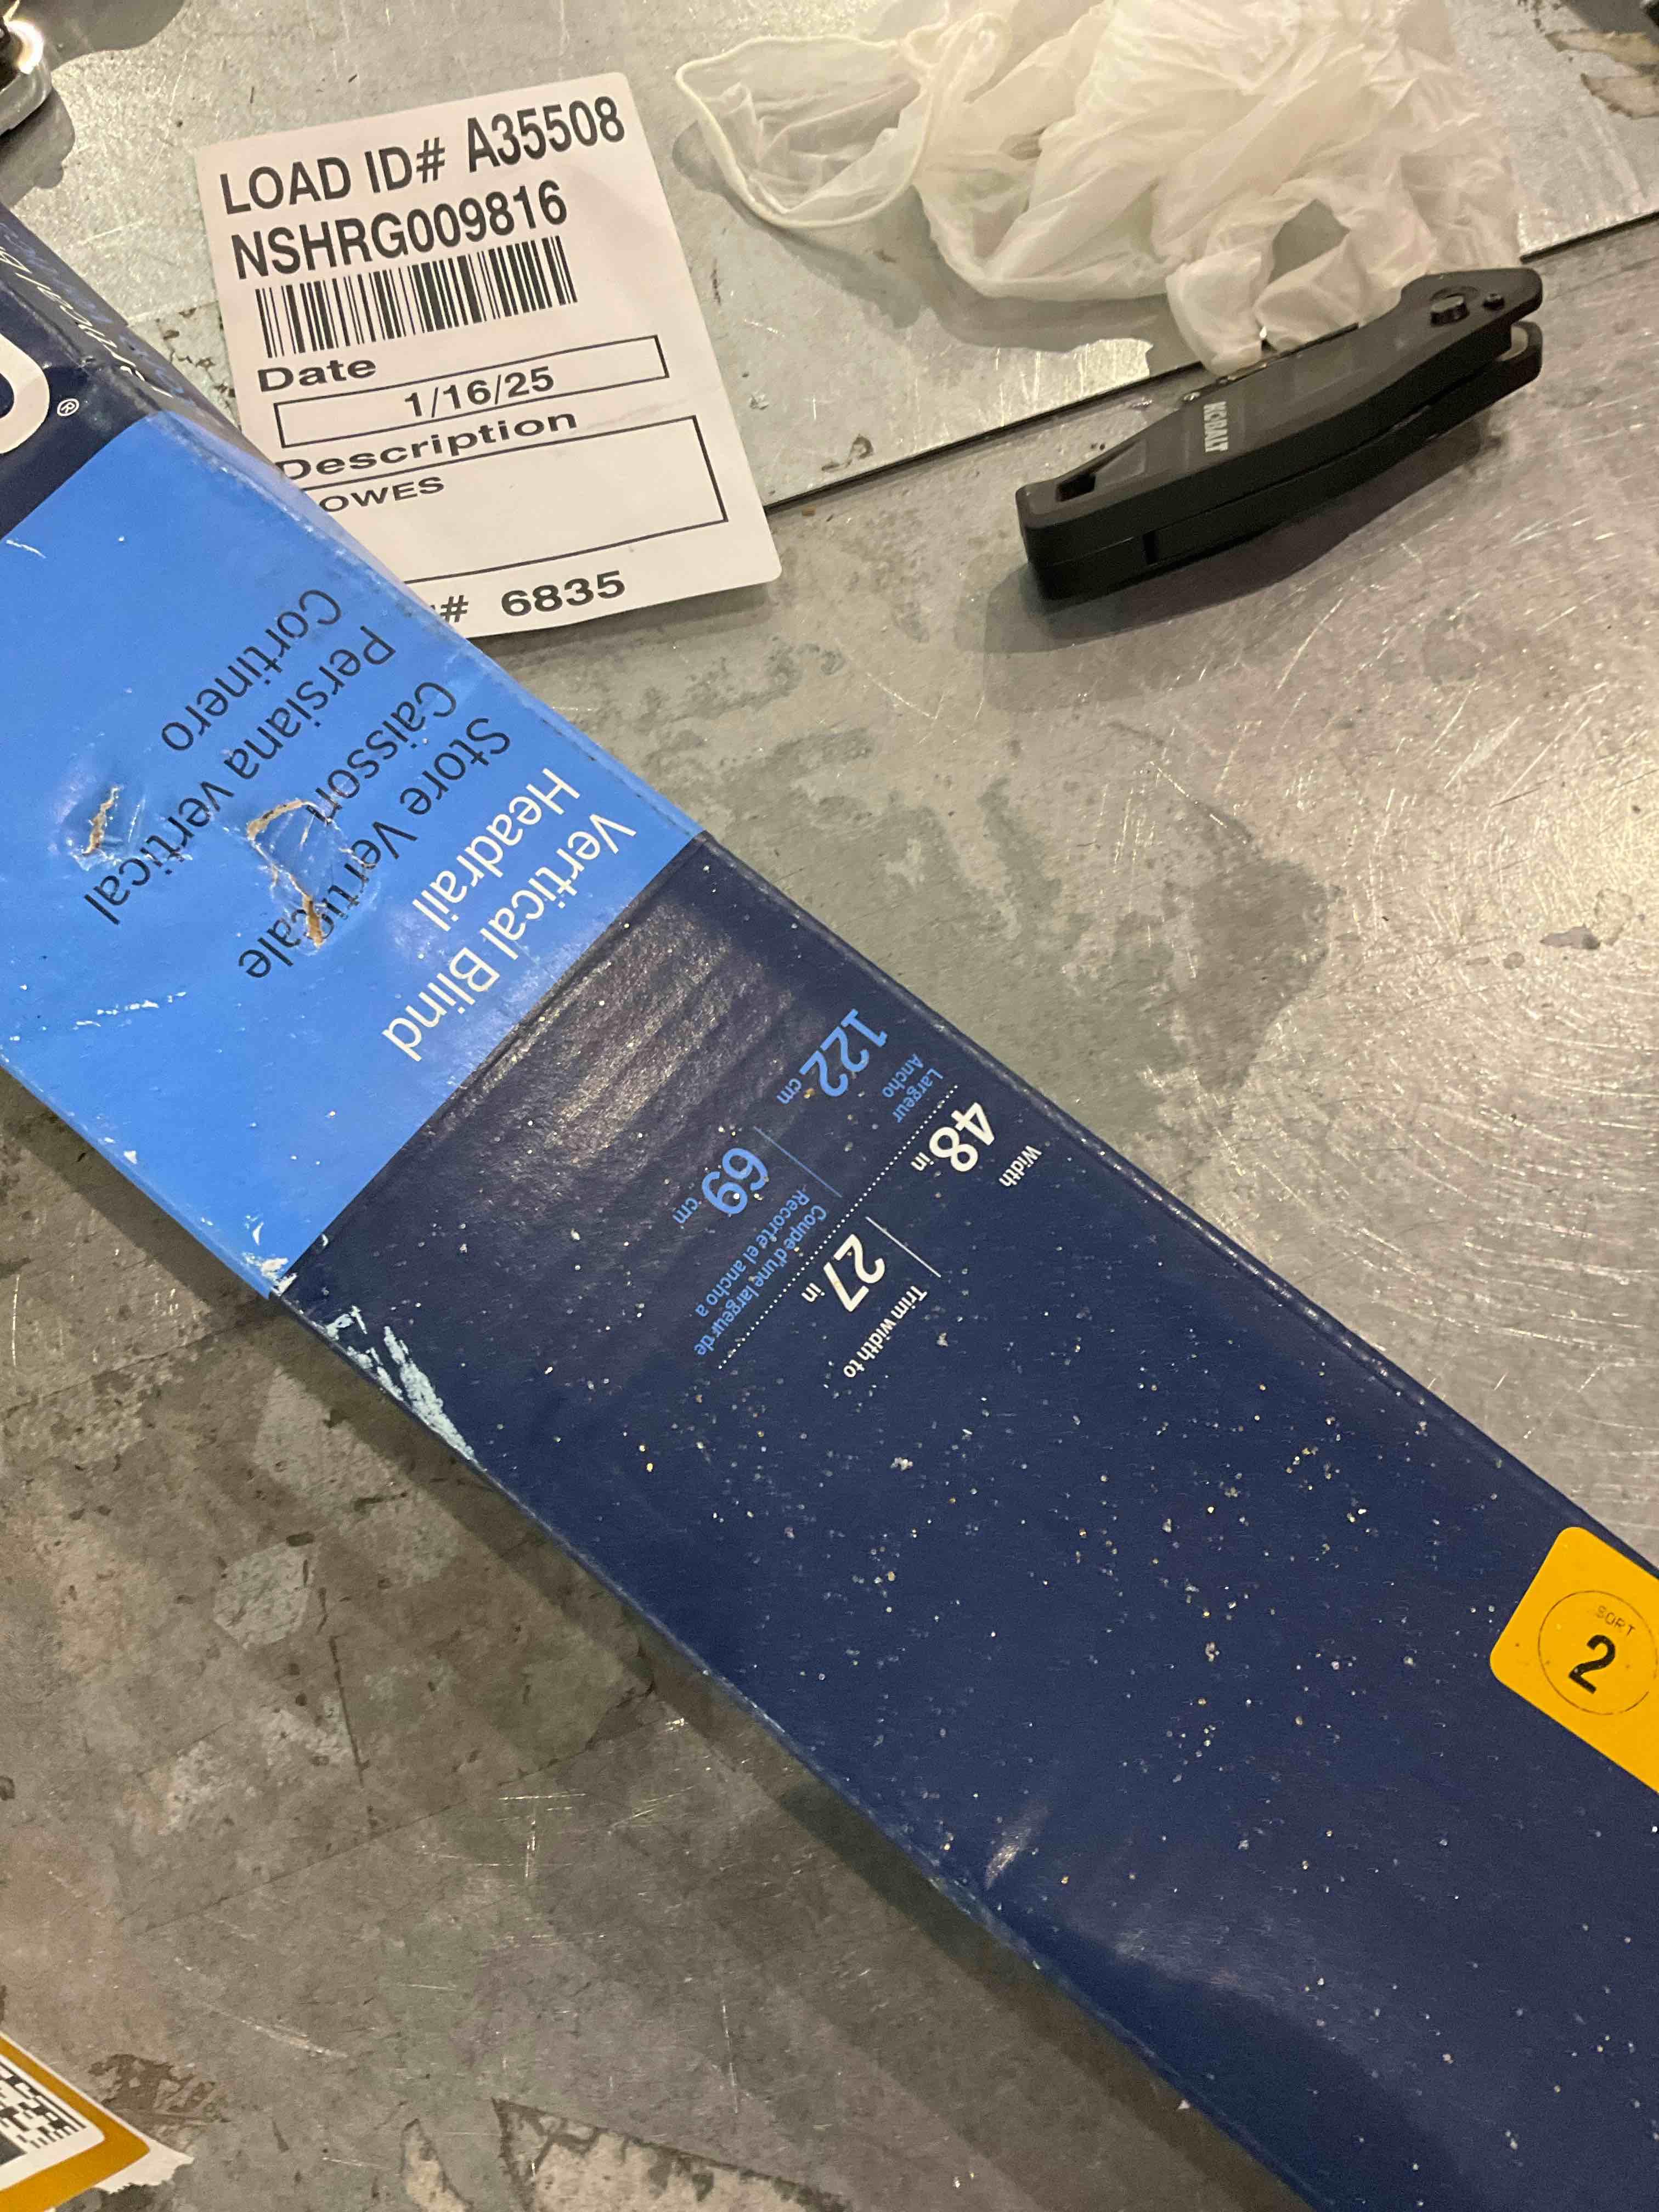 LOAD ID# A35508
NSHRG009816
Date
1/16/25
Description
OWES
# 6835
KOBALT
®
Vertical Blind
Headrail
Store Verticale
Caisson
Persiana vertical
Cortinero
Width
48 in
Largeur
Ancho
122 cm
Trim width to
27 in
Coupe d'une largeur de
Recorte el ancho a
69 cm
SORT
2